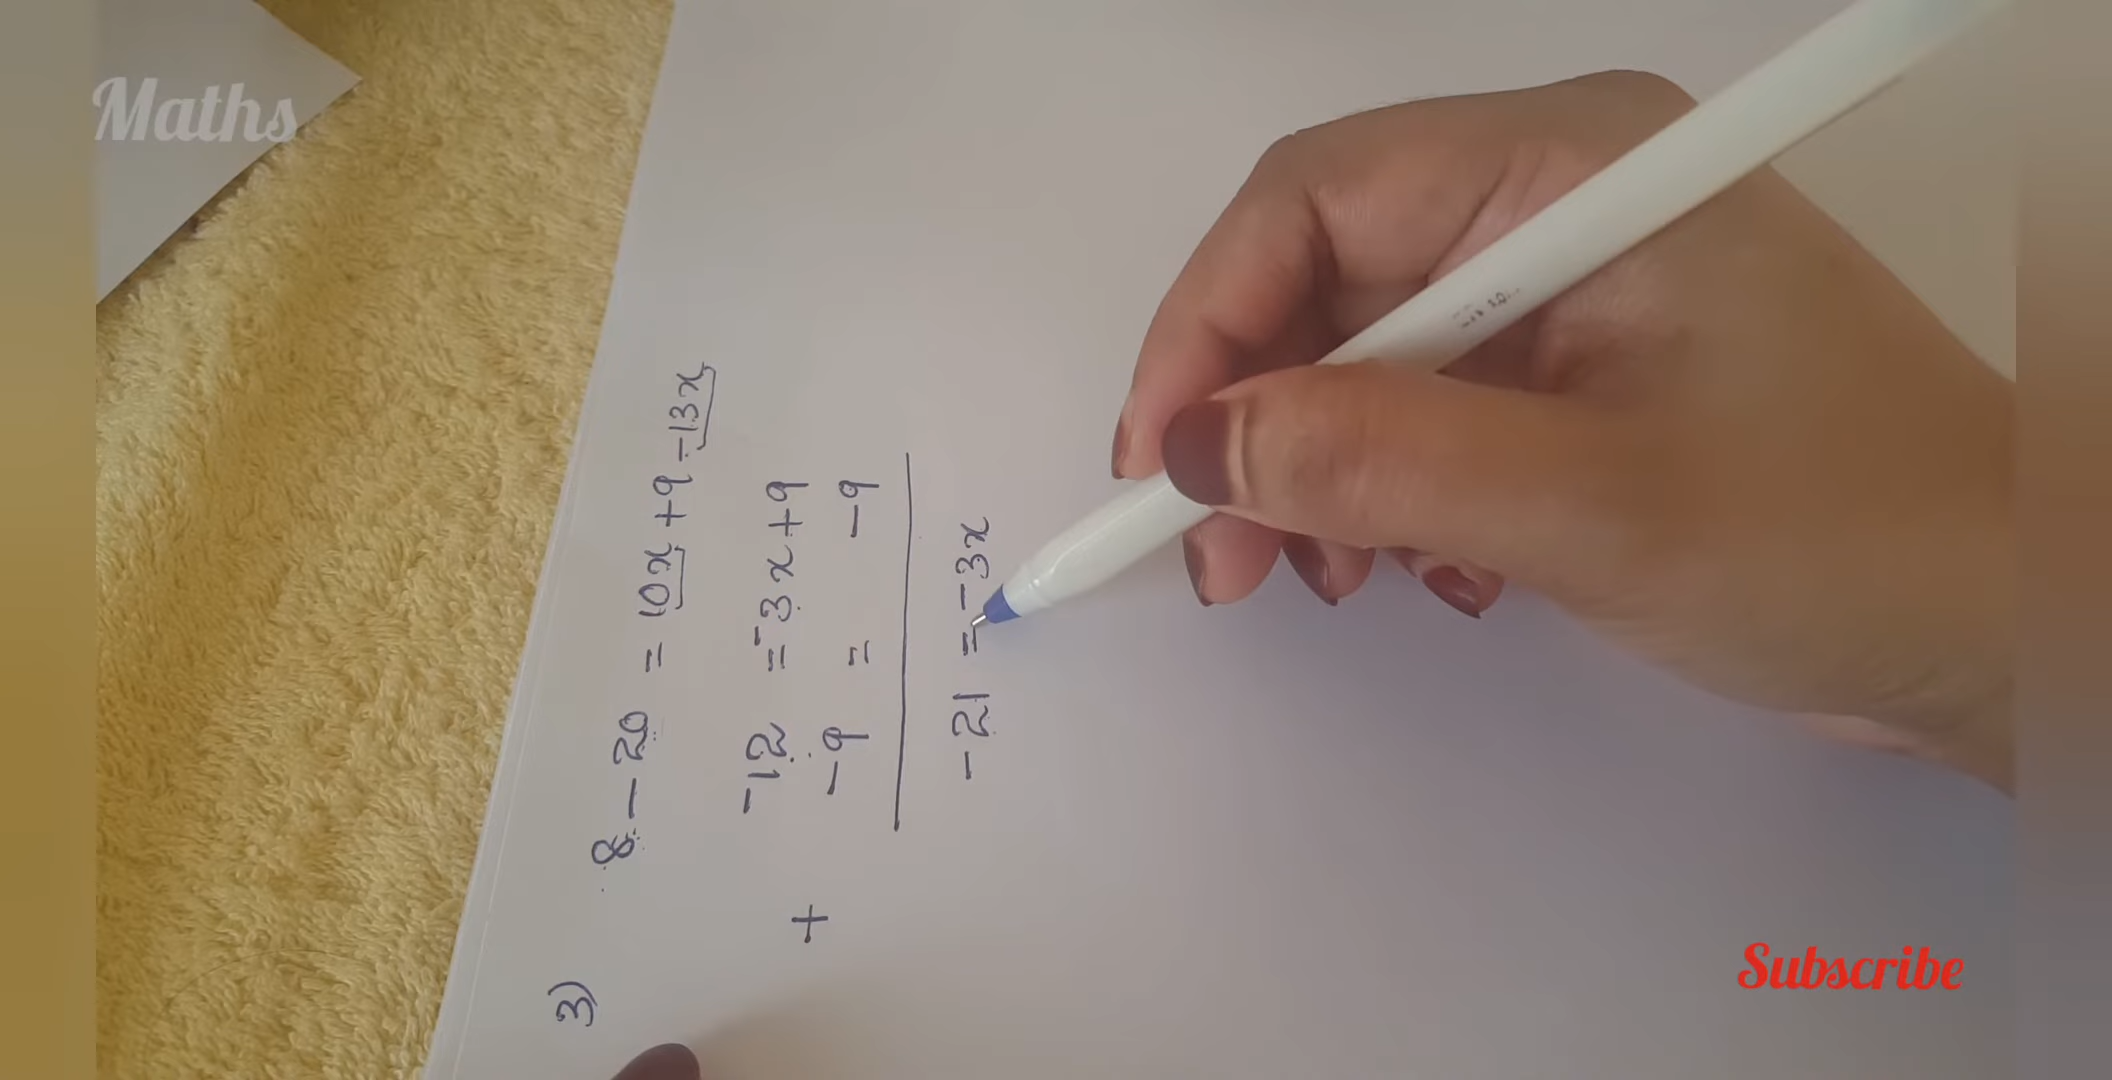 Maths
3) 8 - 20 = 10x + 9 - 13x
-12 = -3x + 9
+ -9 = -9
-21 = -3x
Subscribe